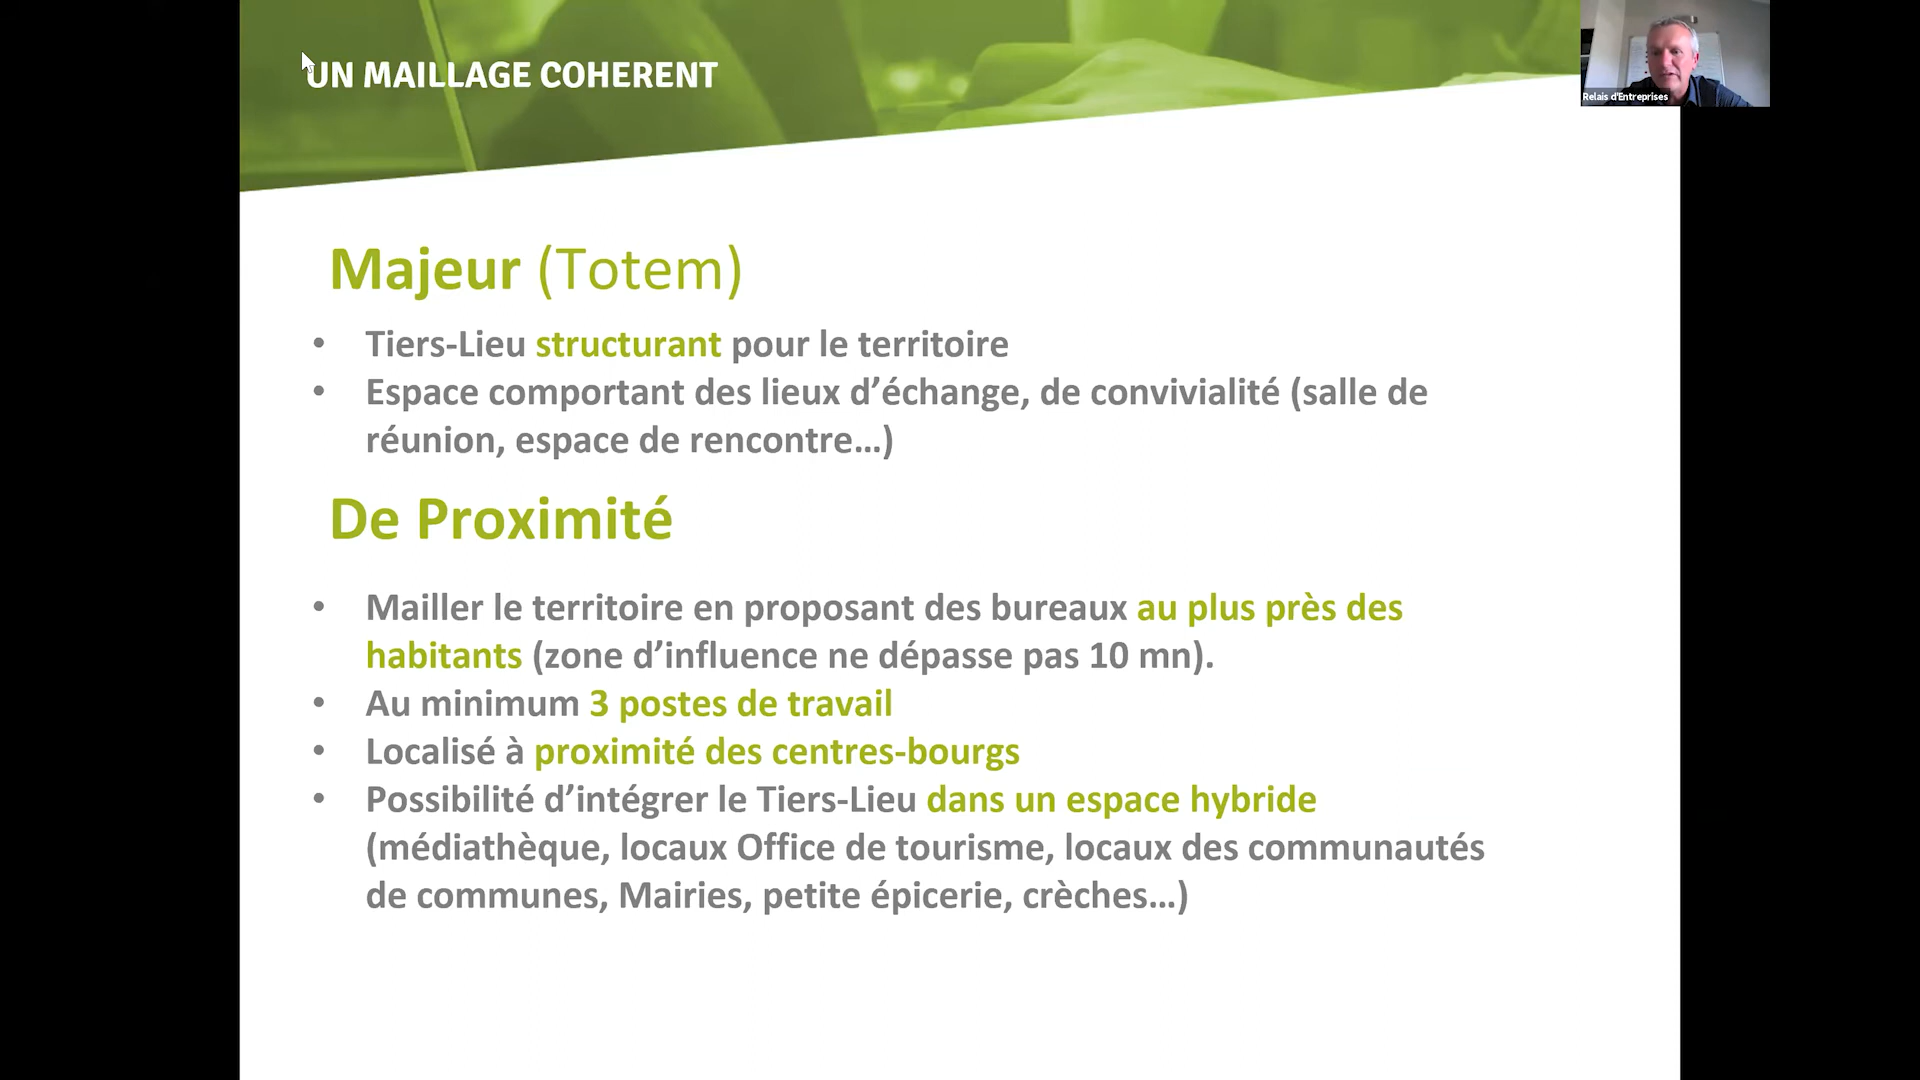 UN MAILLAGE COHERENT
Relais d'Entreprises
Majeur (Totem)
• Tiers-Lieu structurant pour le territoire
• Espace comportant des lieux d’échange, de convivialité (salle de
réunion, espace de rencontre…)
De Proximité
• Mailler le territoire en proposant des bureaux au plus près des
habitants (zone d’influence ne dépasse pas 10 mn).
• Au minimum 3 postes de travail
• Localisé à proximité des centres-bourgs
• Possibilité d’intégrer le Tiers-Lieu dans un espace hybride
(médiathèque, locaux Office de tourisme, locaux des communautés
de communes, Mairies, petite épicerie, crèches…)